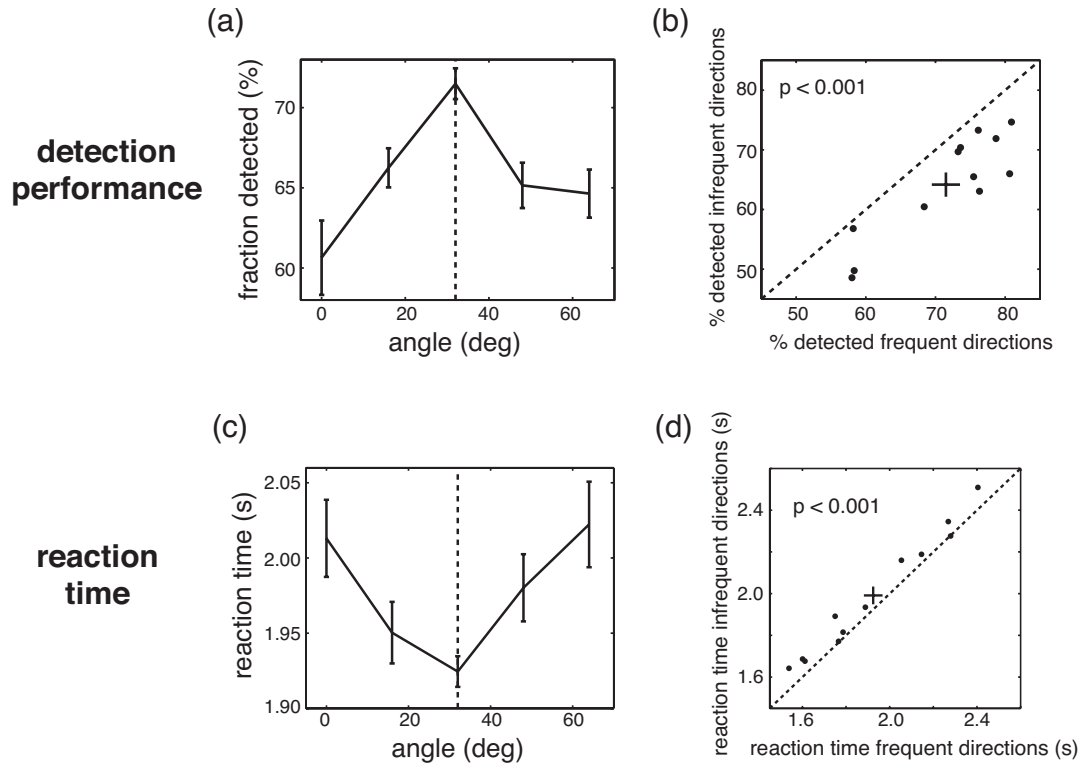 (a)
(b)
detection
performance
fraction detected (%)
70
65
60
0
20
40
60
angle (deg)
p < 0.001
% detected infrequent directions
80
70
60
50
50
60
70
80
% detected frequent directions
(c)
(d)
reaction
time
reaction time (s)
2.05
2.00
1.95
1.90
0
20
40
60
angle (deg)
p < 0.001
reaction time infrequent directions (s)
2.4
2.0
1.6
1.6
2.0
2.4
reaction time frequent directions (s)